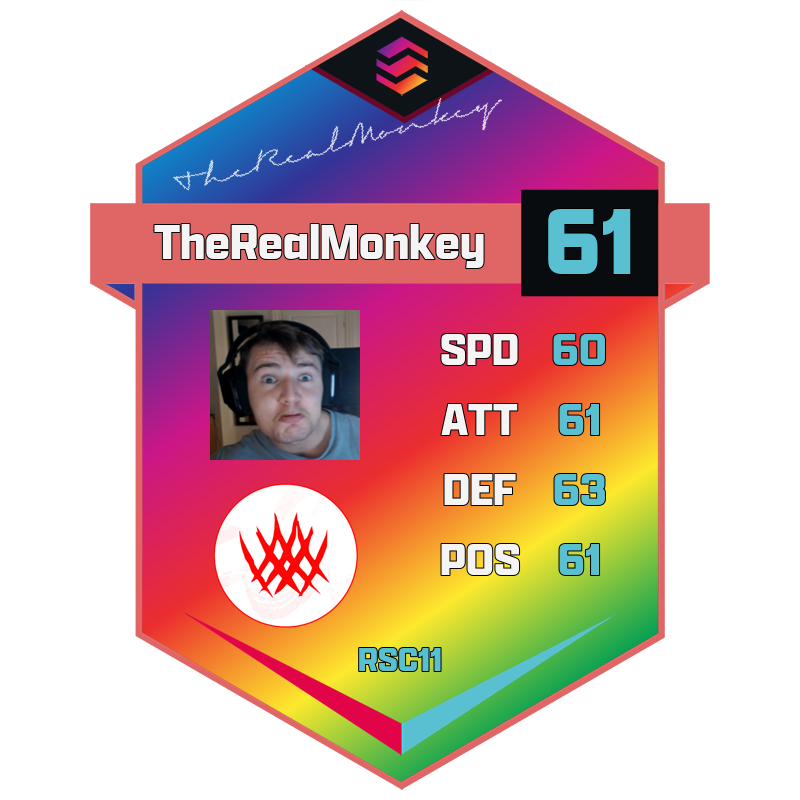 TheRealMonkey
TheRealMonkey 61
SPD 60
ATT 61
DEF 63
POS 61
RSC11